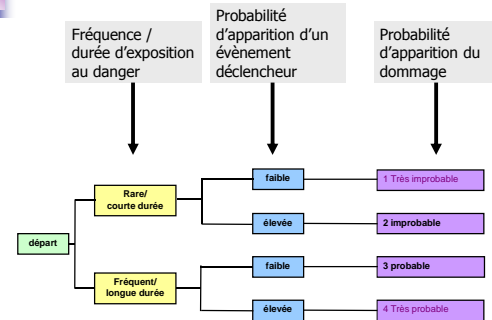 Fréquence /
durée d'exposition
au danger
Probabilité
d'apparition d'un
évènement
déclencheur
Probabilité
d'apparition du
dommage
départ
Rare/
courte durée
Fréquent/
longue durée
faible
élevée
faible
élevée
1 Très improbable
2 improbable
3 probable
4 Très probable